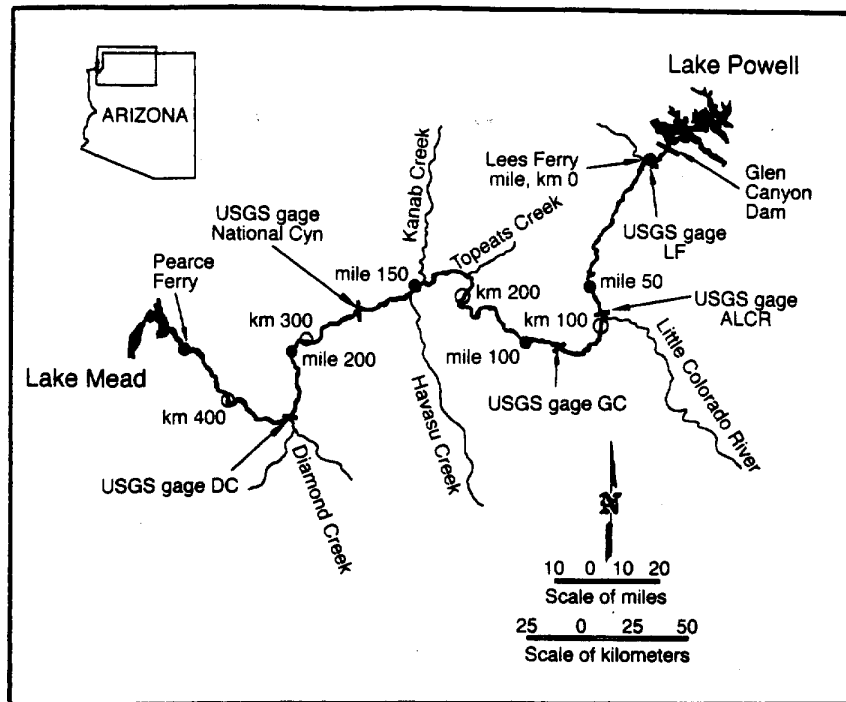 ARIZONA
Lake Powell
Lees Ferry
mile, km 0
Glen
Canyon
Dam
USGS gage
LF
Kanab Creek
Topeats Creek
USGS gage
National Cyn
mile 150
Pearce
Ferry
km 300
km 200
mile 50
km 100
USGS gage
ALCR
mile 200
mile 100
Lake Mead
km 400
USGS gage GC
Little Colorado River
Havasu Creek
USGS gage DC
Diamond Creek
N
10 0 10 20
Scale of miles
25 0 25 50
Scale of kilometers